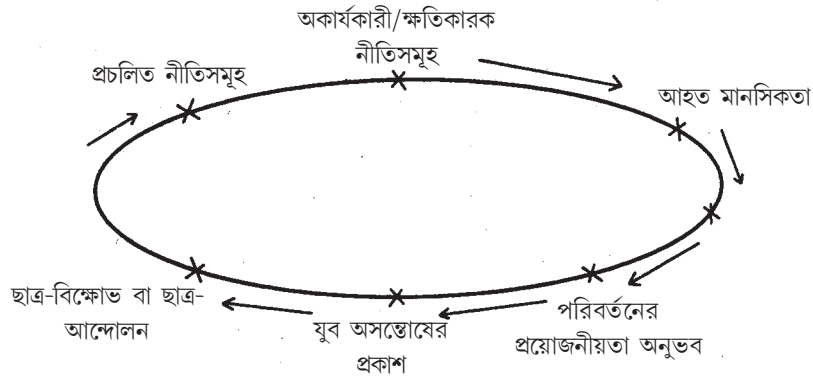 অকার্যকারী/ক্ষতিকারক
নীতিসমূহ
প্রচলিত নীতিসমূহ
আহত মানসিকতা
পরিবর্তনের
প্রয়োজনীয়তা অনুভব
যুব অসন্তোষের
প্রকাশ
ছাত্র-বিক্ষোভ বা ছাত্র-
আন্দোলন